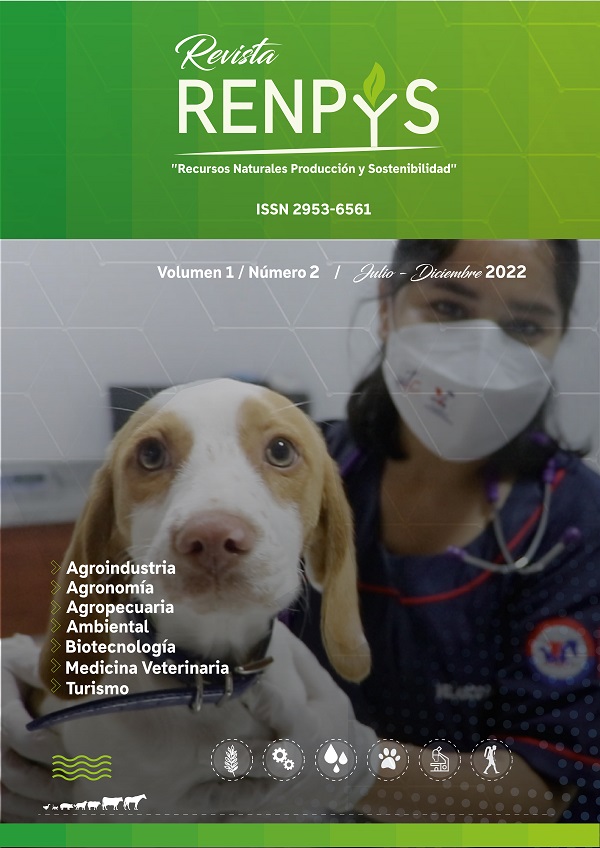 Revista
RENPYS
"Recursos Naturales Producción y Sostenibilidad"
ISSN 2953-6561
Volumen 1 / Número 2 / Julio - Diciembre 2022
Agroindustria
Agronomía
Agropecuaria
Ambiental
Biotecnología
Medicina Veterinaria
Turismo